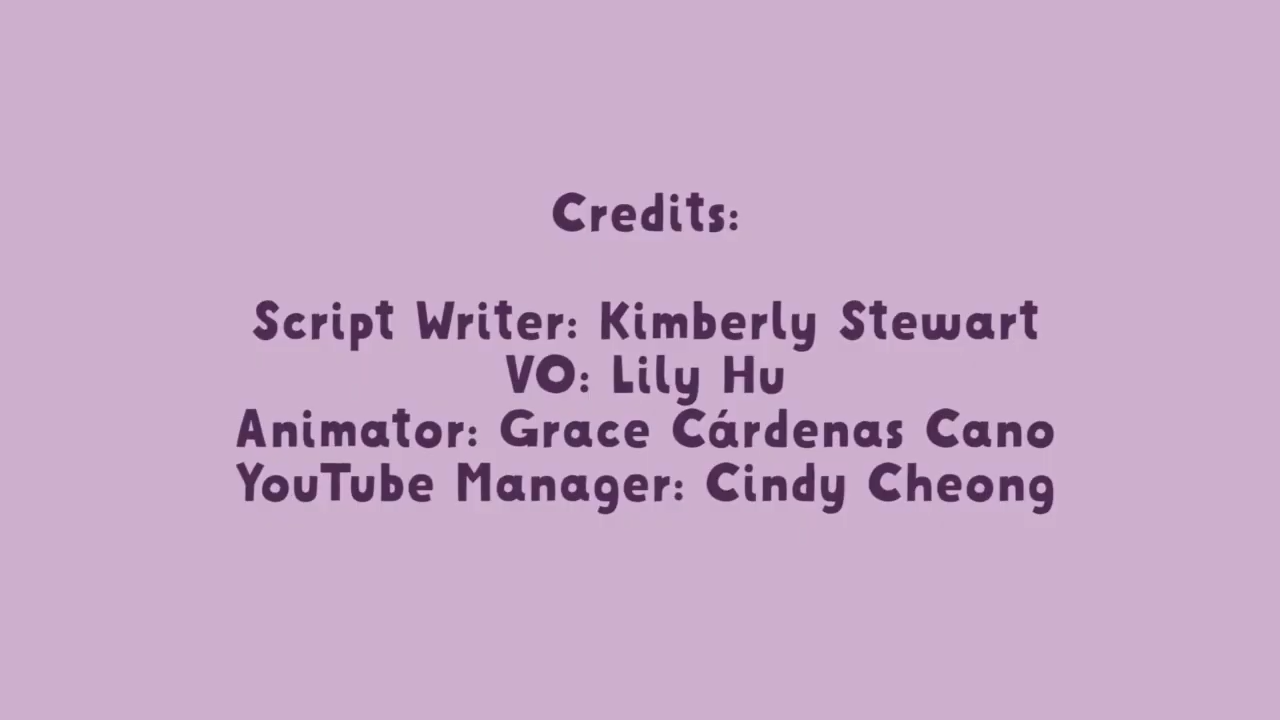 Credits:
Script Writer: Kimberly Stewart
VO: Lily Hu
Animator: Grace Cárdenas Cano
YouTube Manager: Cindy Cheong